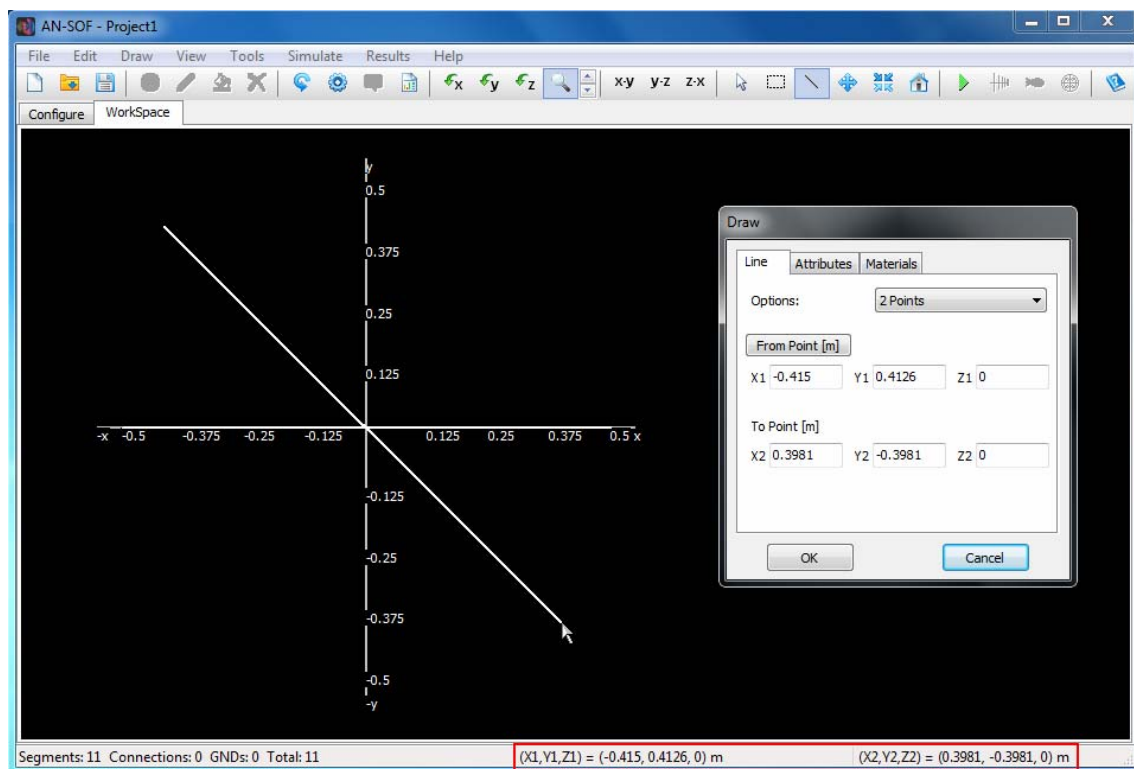 AN-SOF - Project1
File Edit Draw View Tools Simulate Results Help
x y z x-y y-z z-x
Configure WorkSpace
y
0.5
0.375
0.25
0.125
-x -0.5 -0.375 -0.25 -0.125 0.125 0.25 0.375 0.5 x
-0.125
-0.25
-0.375
-0.5
-y
Draw
Line Attributes Materials
Options: 2 Points
From Point [m]
X1 -0.415 Y1 0.4126 Z1 0
To Point [m]
X2 0.3981 Y2 -0.3981 Z2 0
OK Cancel
Segments: 11 Connections: 0 GNDs: 0 Total: 11 (X1,Y1,Z1) = (-0.415, 0.4126, 0) m (X2,Y2,Z2) = (0.3981, -0.3981, 0) m